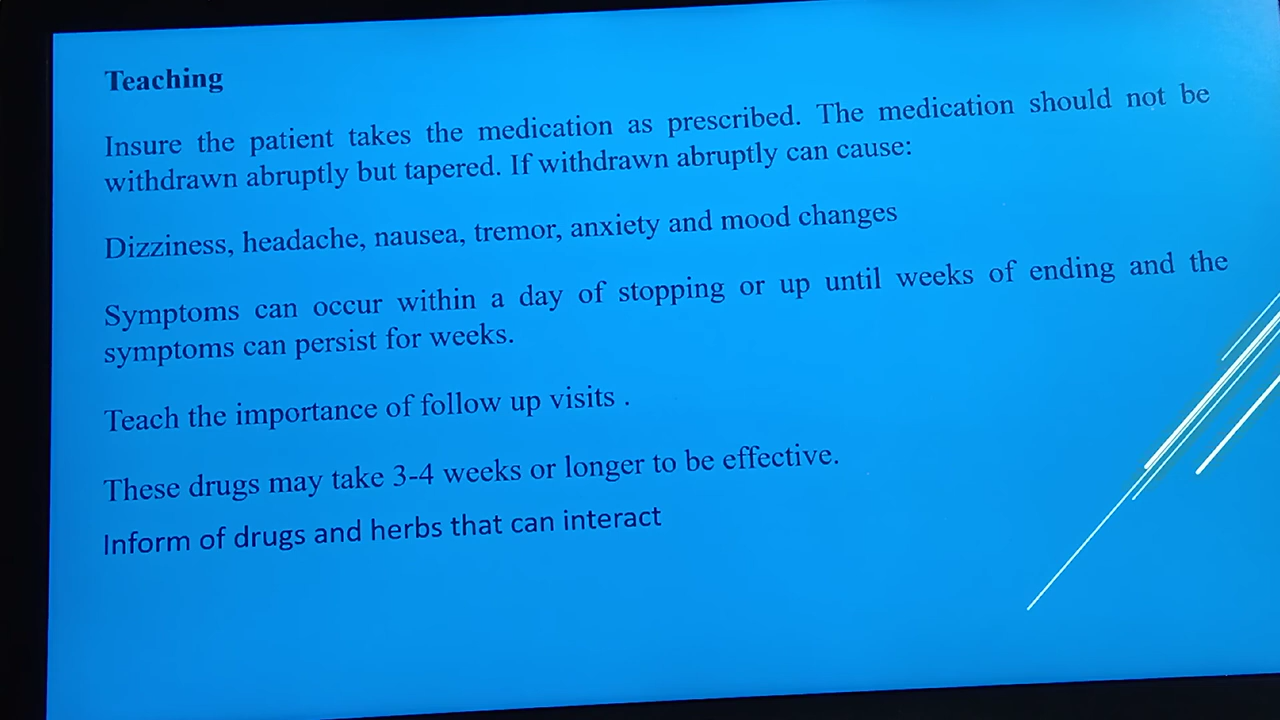 Teaching
Insure the patient takes the medication as prescribed. The medication should not be
withdrawn abruptly but tapered. If withdrawn abruptly can cause:
Dizziness, headache, nausea, tremor, anxiety and mood changes
Symptoms can occur within a day of stopping or up until weeks of ending and the
symptoms can persist for weeks.
Teach the importance of follow up visits .
These drugs may take 3-4 weeks or longer to be effective.
Inform of drugs and herbs that can interact